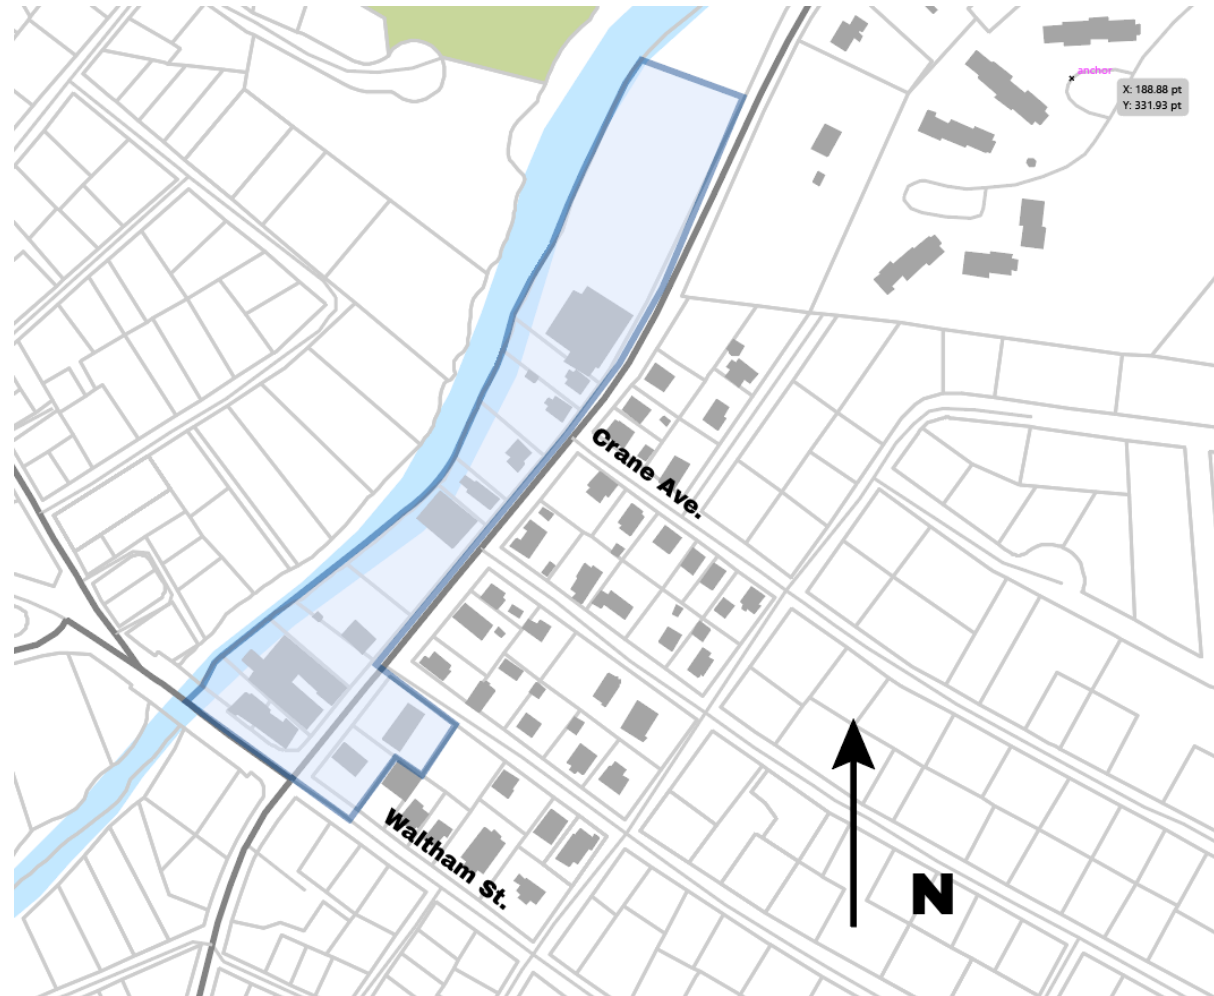 anchor
X: 188.88 pt
Y: 331.93 pt
Crane Ave.
Waltham St.
N